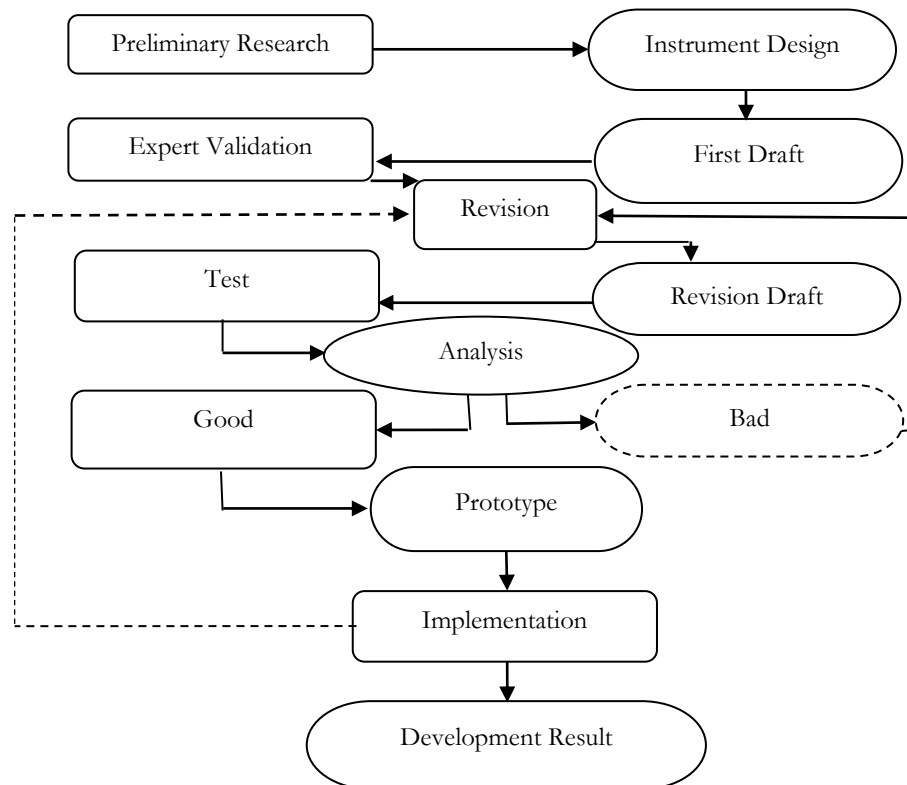 Preliminary Research
Instrument Design
Expert Validation
First Draft
Revision
Test
Revision Draft
Analysis
Good
Bad
Prototype
Implementation
Development Result